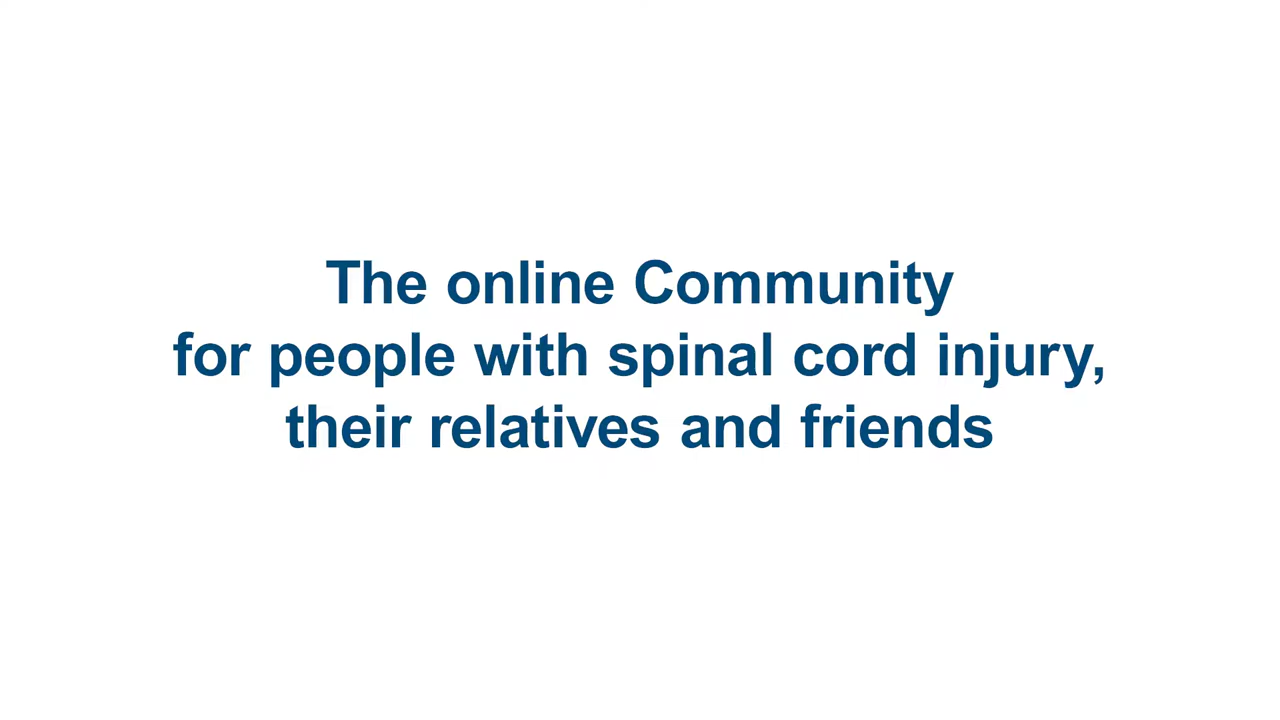 The online Community
for people with spinal cord injury,
their relatives and friends